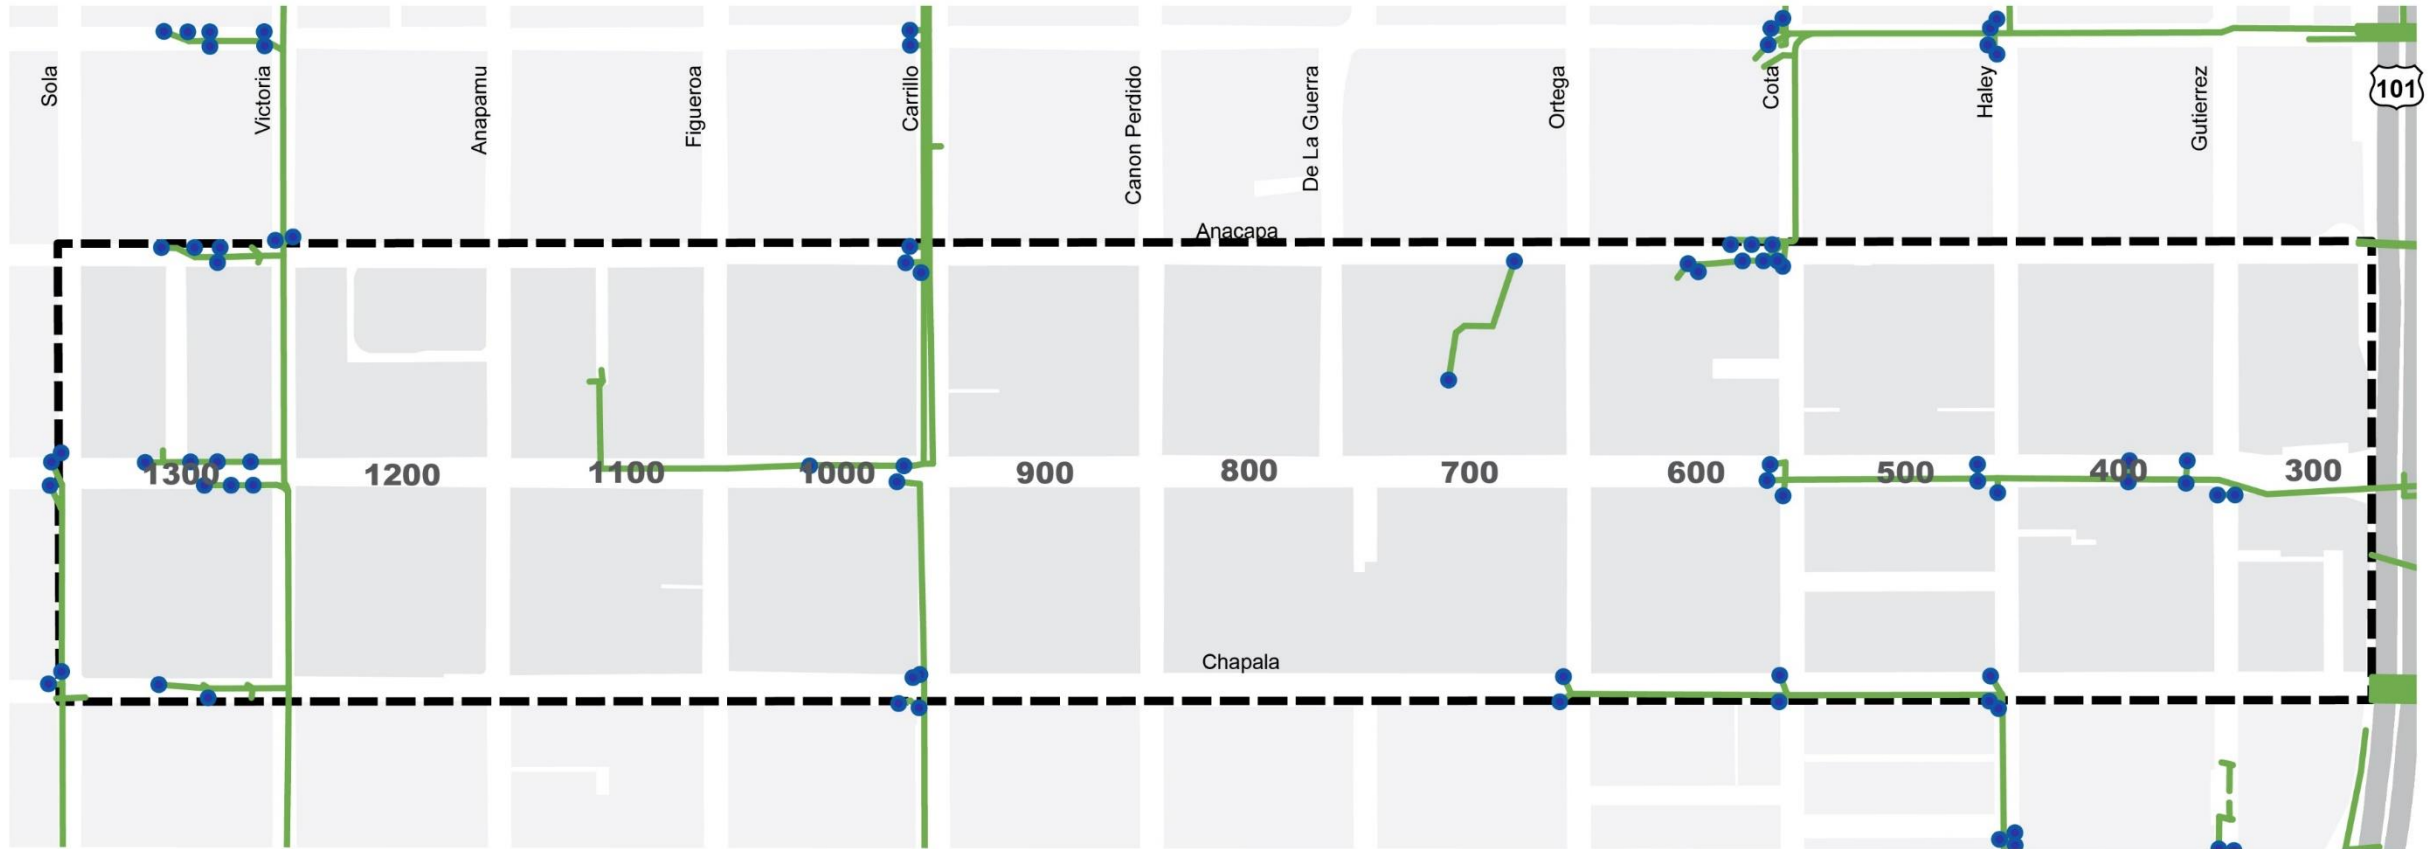 Sola
Victoria
Anapamu
Figueroa
Carrillo
Canon Perdido
De La Guerra
Ortega
Cota
Haley
Gutierrez
101
Anacapa
1300
1200
1100
1000
900
800
700
600
500
400
300
Chapala